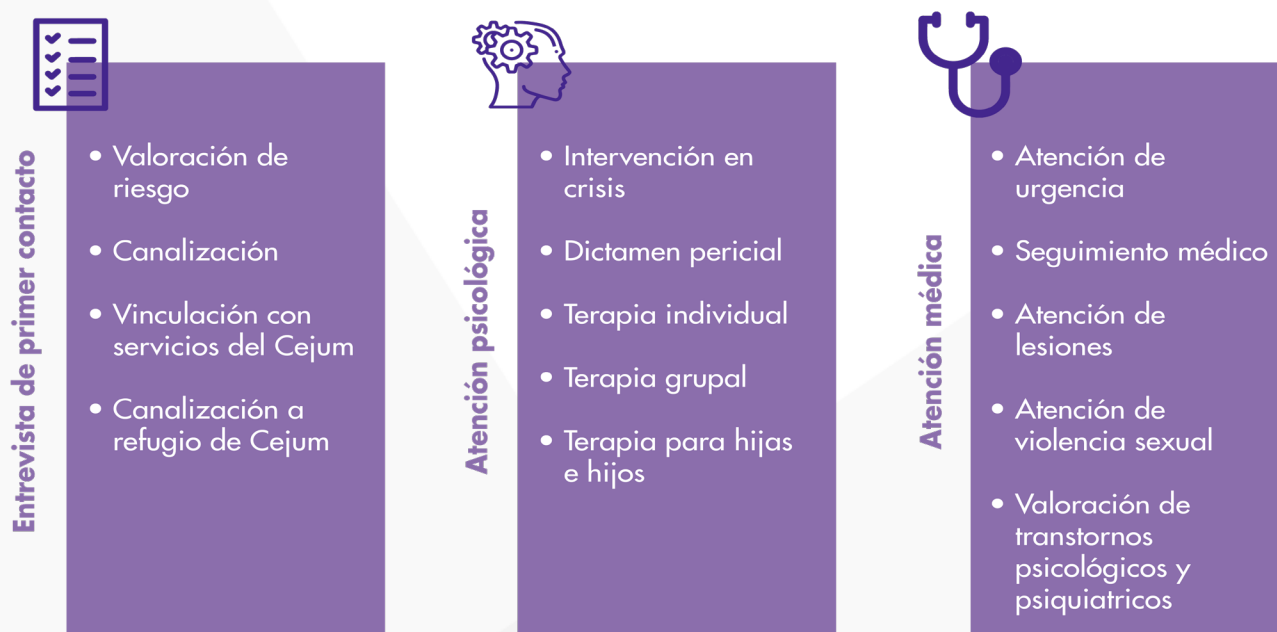 Entrevista de primer contacto
• Valoración de
riesgo
• Canalización
• Vinculación con
servicios del Cejum
• Canalización a
refugio de Cejum
Atención psicológica
• Intervención en
crisis
• Dictamen pericial
• Terapia individual
• Terapia grupal
• Terapia para hijas
e hijos
Atención médica
• Atención de
urgencia
• Seguimiento médico
• Atención de
lesiones
• Atención de
violencia sexual
• Valoración de
transtornos
psicológicos y
psiquiatricos